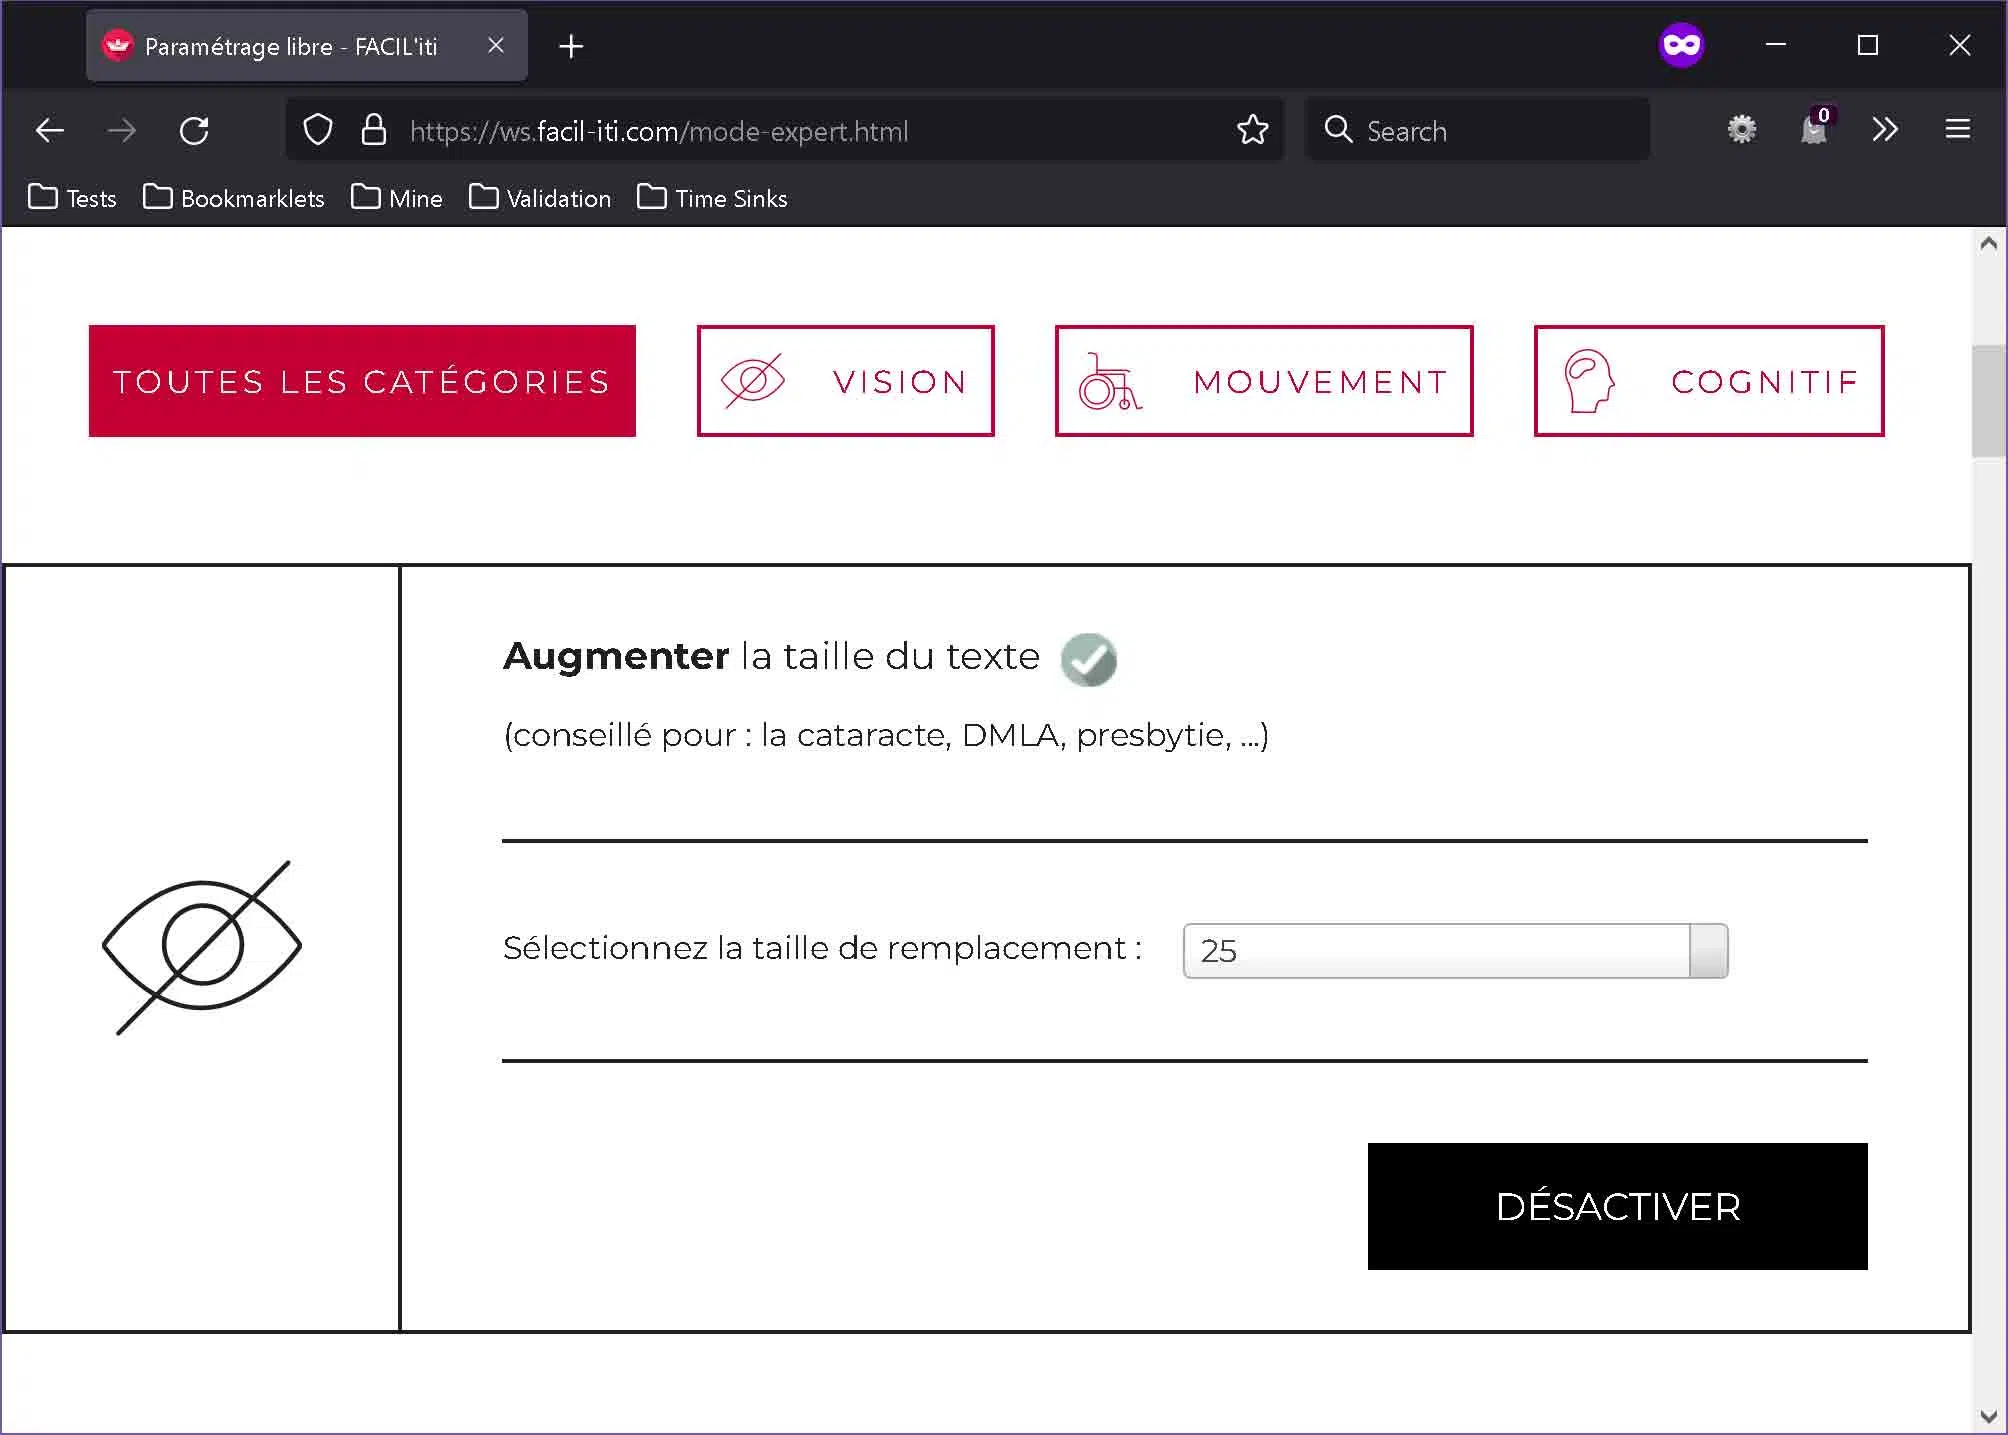 Paramétrage libre - FACIL'iti
https://ws.facil-iti.com/mode-expert.html
Search
0
Tests Bookmarklets Mine Validation Time Sinks
TOUTES LES CATÉGORIES VISION MOUVEMENT COGNITIF
Augmenter la taille du texte
(conseillé pour : la cataracte, DMLA, presbytie, ...)
Sélectionnez la taille de remplacement : 25
DÉSACTIVER